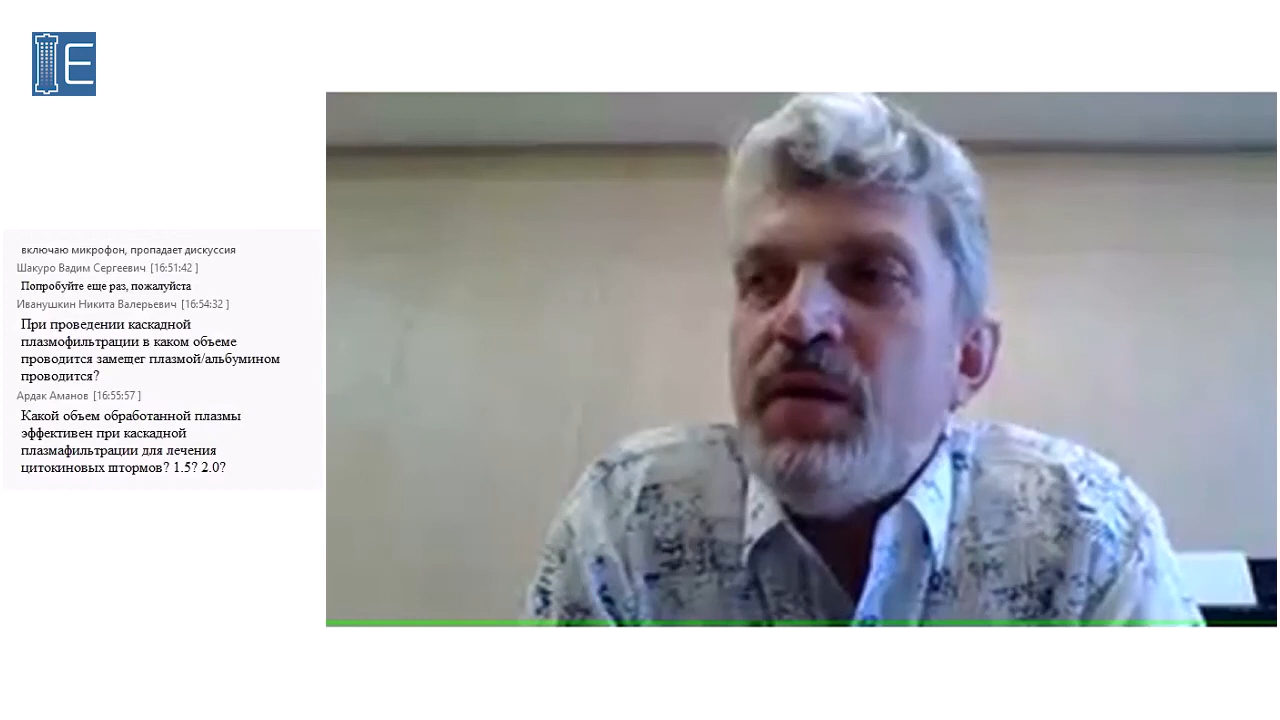 IE
включаю микрофон, пропадает дискуссия
Шакуро Вадим Сергеевич [16:51:42 ]
Попробуйте еще раз, пожалуйста
Иванушкин Никита Валерьевич [16:54:32 ]
При проведении каскадной
плазмофильтрации в каком объеме
проводится замещег плазмой/альбумином
проводится?
Ардак Аманов [16:55:57 ]
Какой объем обработанной плазмы
эффективен при каскадной
плазмафильтрации для лечения
цитокиновых штормов? 1.5? 2.0?